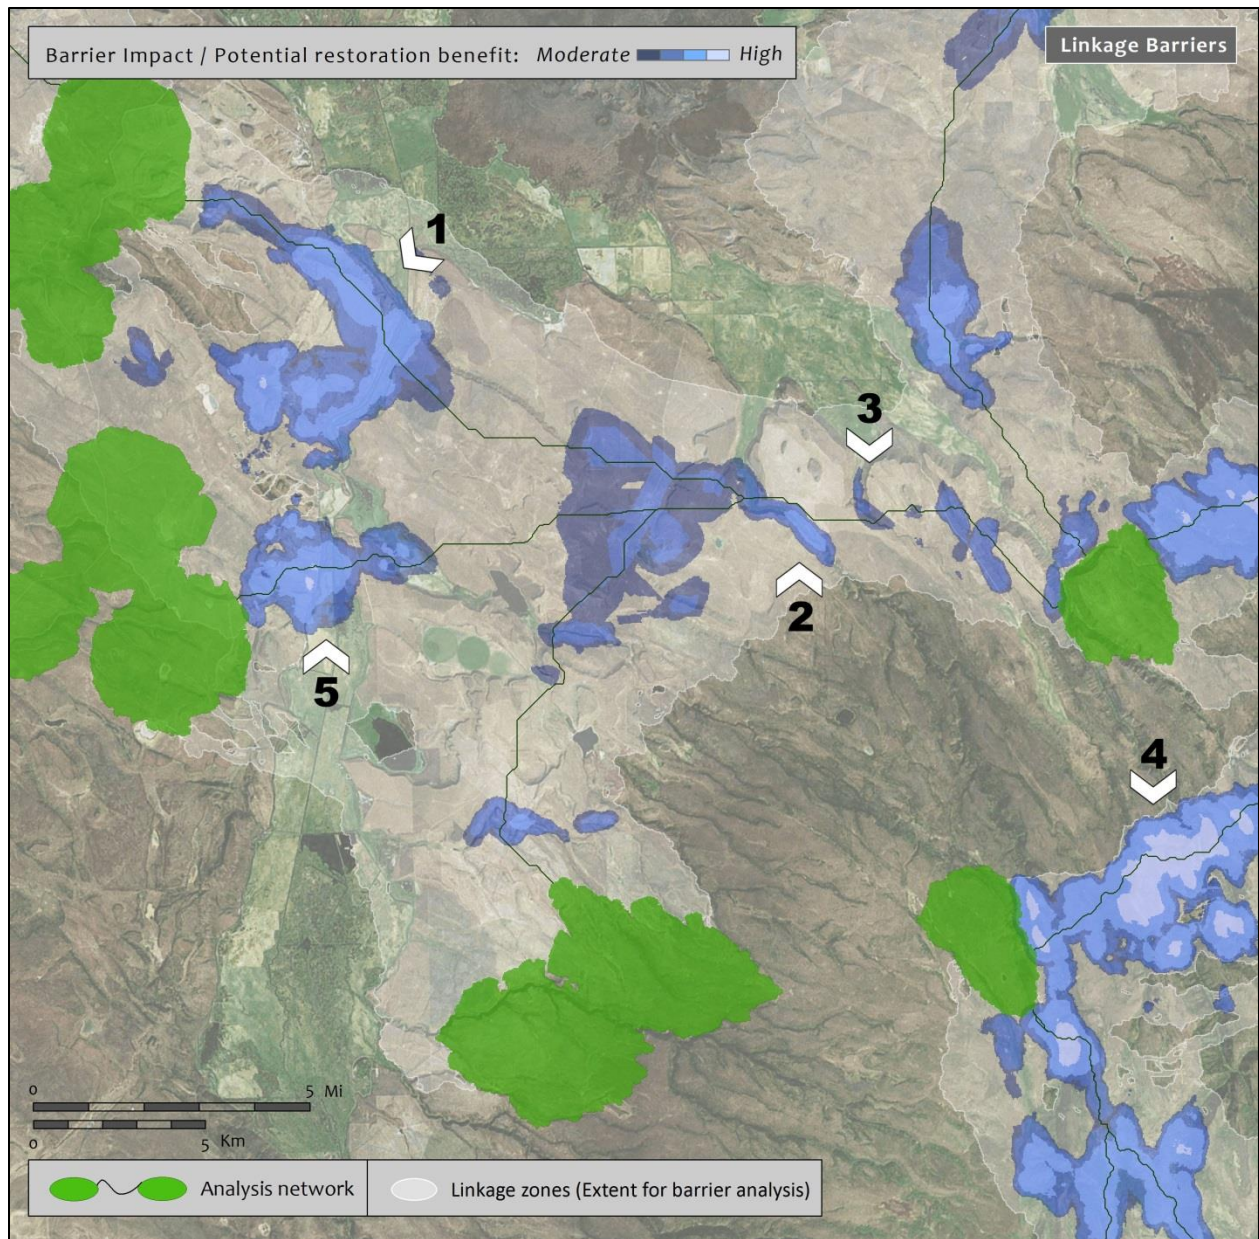 Barrier Impact / Potential restoration benefit: Moderate High
Linkage Barriers
1
3
2
5
4
0 5 Mi
0 5 Km
Analysis network
Linkage zones (Extent for barrier analysis)